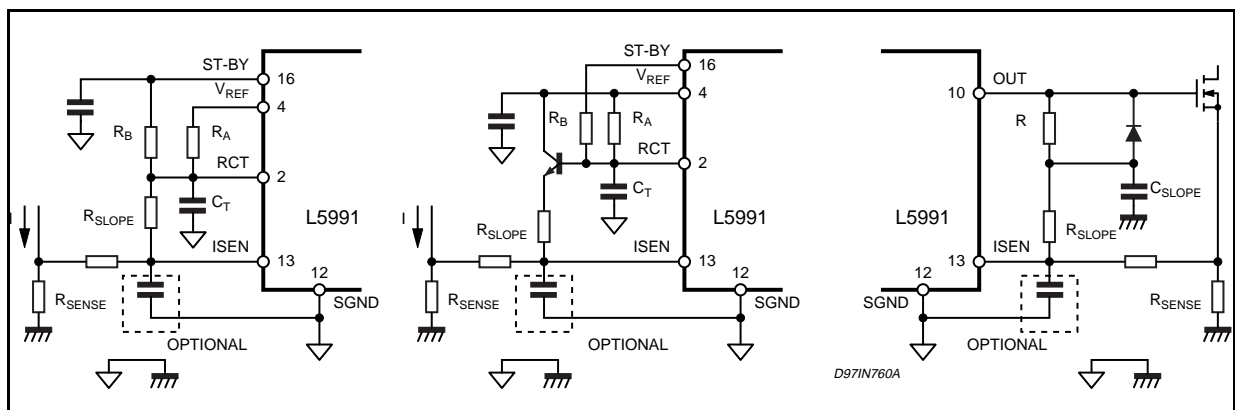 ST-BY
16
VREF
4
RB
RA
RCT
2
CT
RSLOPE
L5991
I
ISEN
13
12
RSENSE
SGND
OPTIONAL
ST-BY
16
VREF
4
RB
RA
RCT
2
CT
L5991
RSLOPE
I
ISEN
13
12
RSENSE
SGND
OPTIONAL
OUT
10
R
CSLOPE
L5991
RSLOPE
ISEN
13
12
SGND
RSENSE
OPTIONAL
D97IN760A